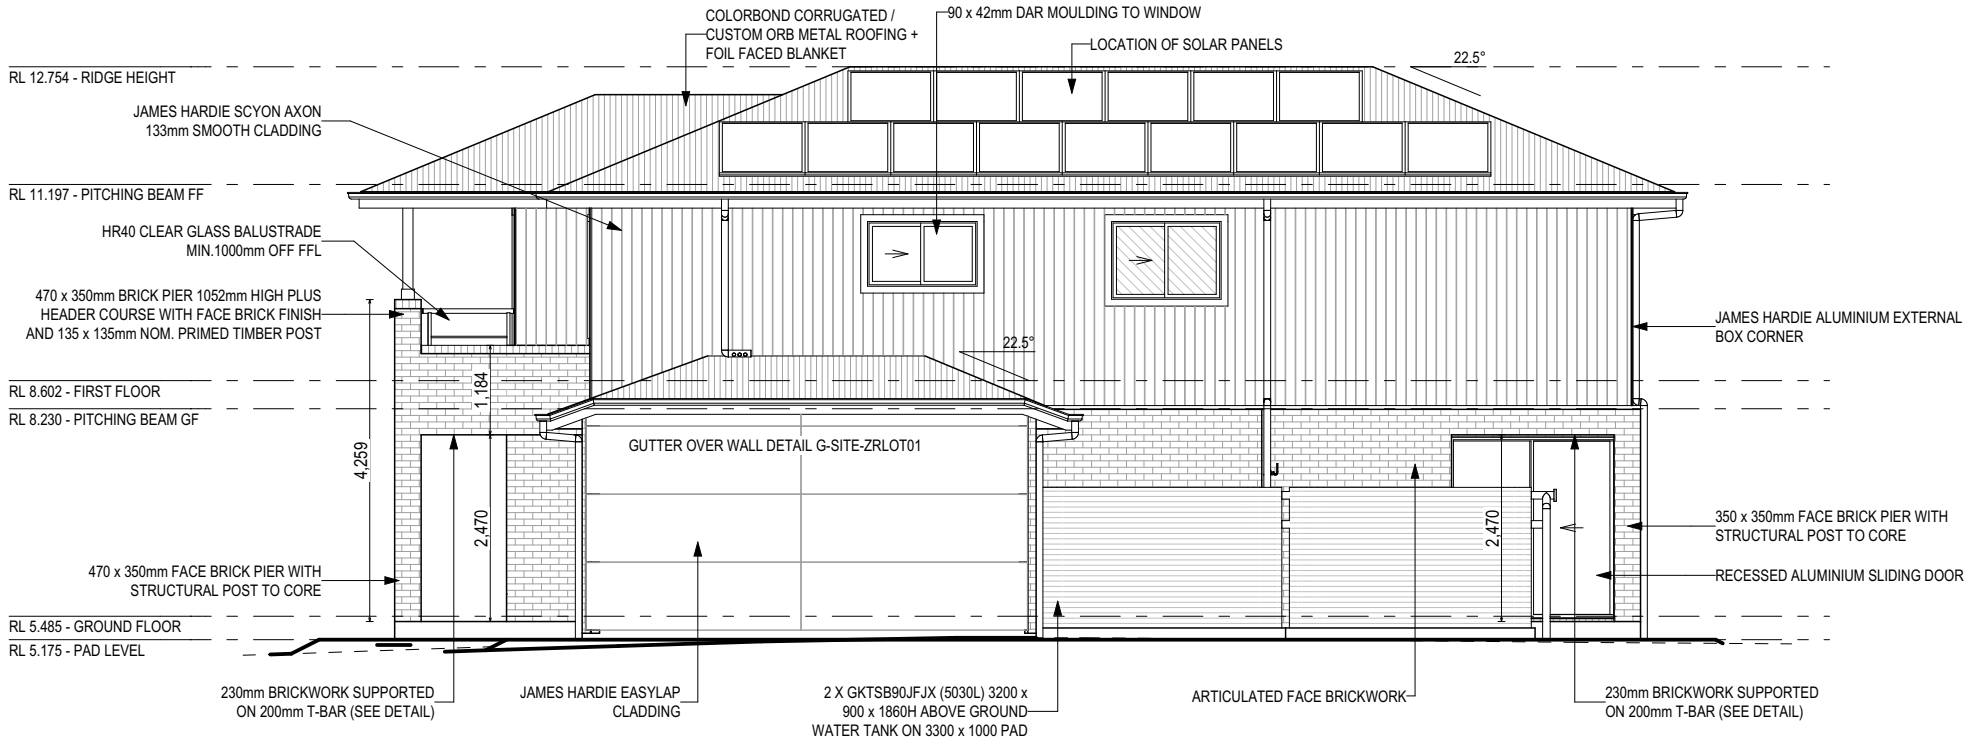 COLORBOND CORRUGATED /
CUSTOM ORB METAL ROOFING +
FOIL FACED BLANKET
90 x 42mm DAR MOULDING TO WINDOW
LOCATION OF SOLAR PANELS
22.5°
RL 12.754 - RIDGE HEIGHT
JAMES HARDIE SCYON AXON
133mm SMOOTH CLADDING
RL 11.197 - PITCHING BEAM FF
HR40 CLEAR GLASS BALUSTRADE
MIN.1000mm OFF FFL
470 x 350mm BRICK PIER 1052mm HIGH PLUS
HEADER COURSE WITH FACE BRICK FINISH
AND 135 x 135mm NOM. PRIMED TIMBER POST
JAMES HARDIE ALUMINIUM EXTERNAL
BOX CORNER
22.5°
RL 8.602 - FIRST FLOOR
1,184
RL 8.230 - PITCHING BEAM GF
4,259
GUTTER OVER WALL DETAIL G-SITE-ZRLOT01
2,470
2,470
350 x 350mm FACE BRICK PIER WITH
STRUCTURAL POST TO CORE
470 x 350mm FACE BRICK PIER WITH
STRUCTURAL POST TO CORE
RECESSED ALUMINIUM SLIDING DOOR
RL 5.485 - GROUND FLOOR
RL 5.175 - PAD LEVEL
230mm BRICKWORK SUPPORTED
ON 200mm T-BAR (SEE DETAIL)
JAMES HARDIE EASYLAP
CLADDING
2 X GKTSB90JFJX (5030L) 3200 x
900 x 1860H ABOVE GROUND
WATER TANK ON 3300 x 1000 PAD
ARTICULATED FACE BRICKWORK
230mm BRICKWORK SUPPORTED
ON 200mm T-BAR (SEE DETAIL)